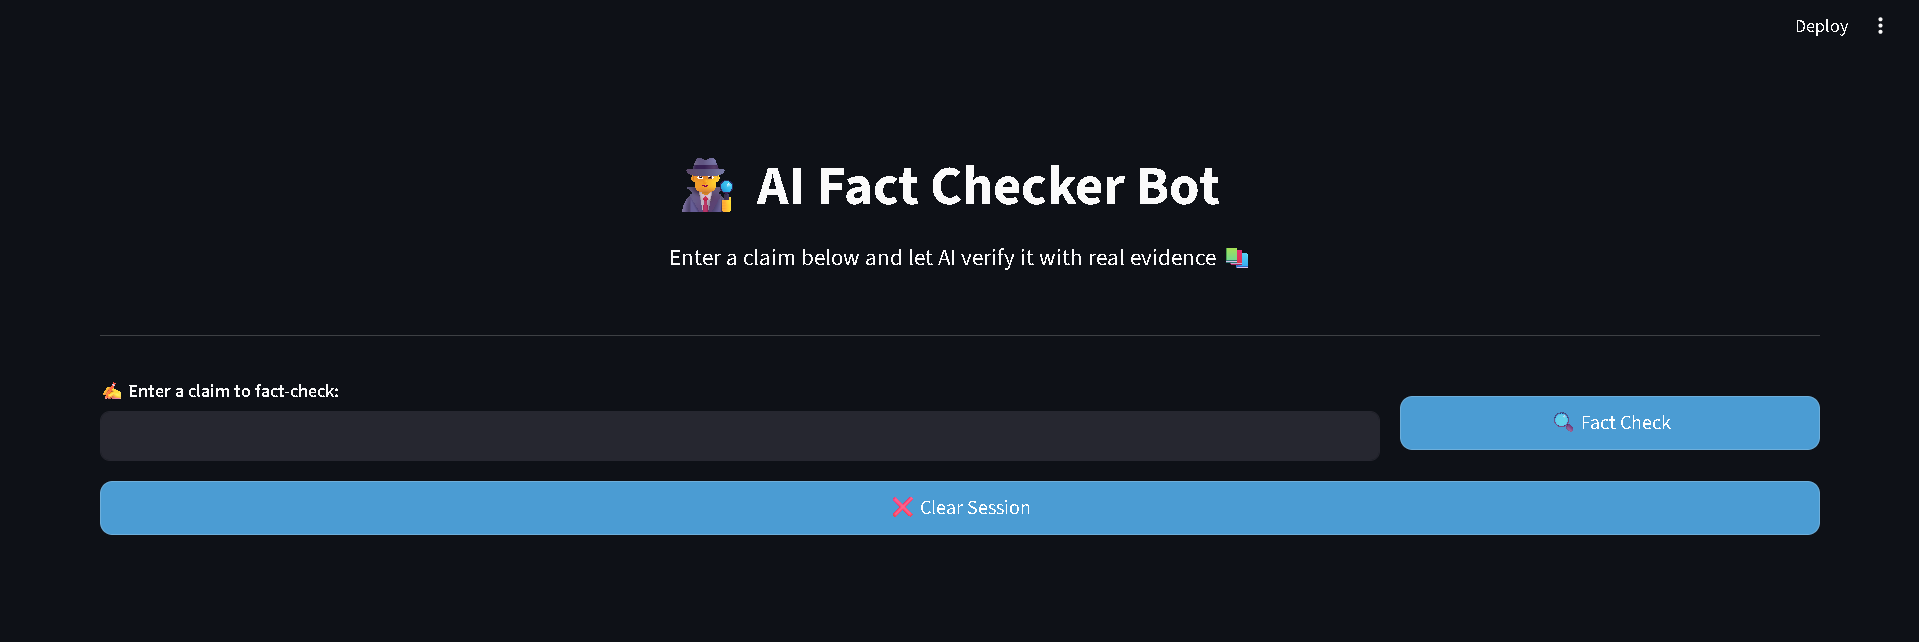 Deploy
AI Fact Checker Bot
Enter a claim below and let AI verify it with real evidence
Enter a claim to fact-check:
Fact Check
Clear Session